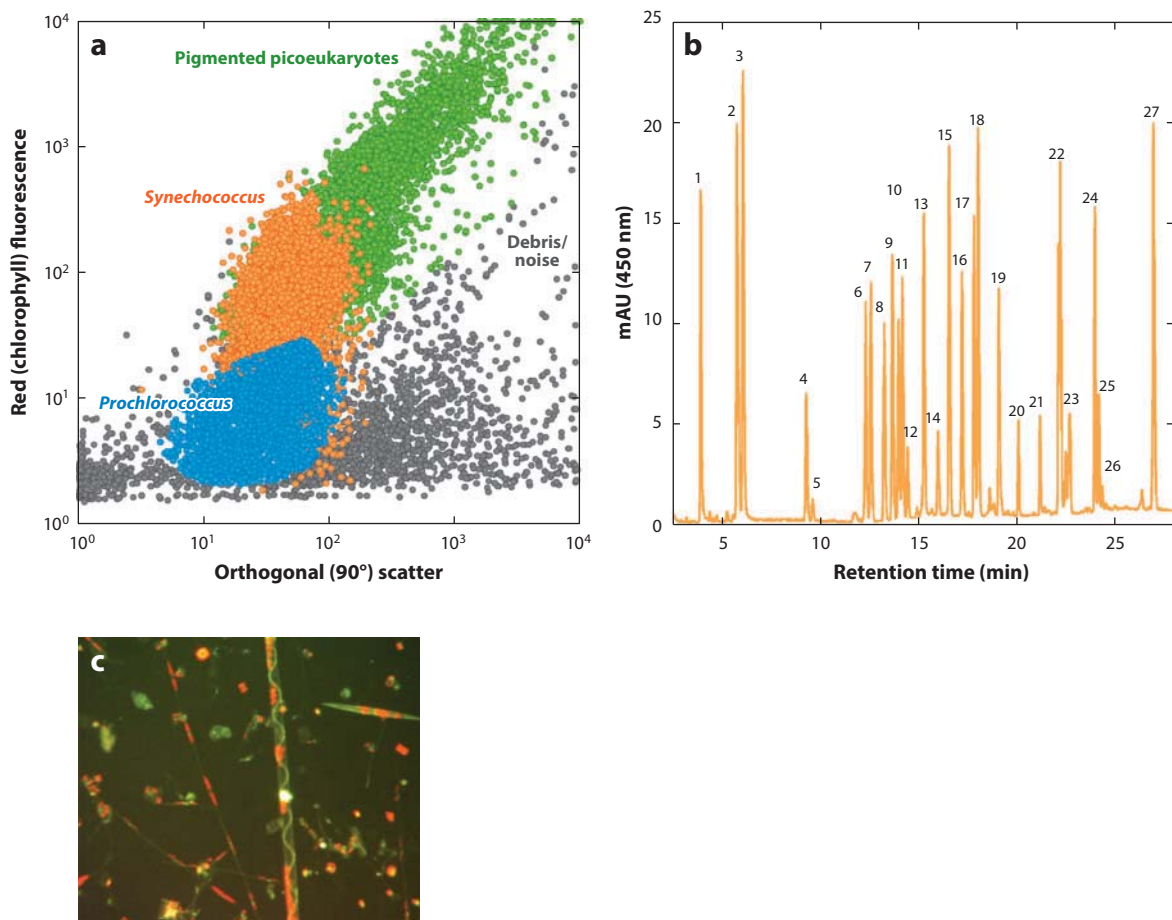 a
Pigmented picoeukaryotes
Synechococcus
Debris/
noise
Prochlorococcus
Red (chlorophyll) fluorescence
10⁴
10³
10²
10¹
10⁰
10⁰ 10¹ 10² 10³ 10⁴
Orthogonal (90°) scatter
b
mAU (450 nm)
25
20
15
10
5
0
1 2 3 4 5 6 7 8 9 10 11 12 13 14 15 16 17 18 19 20 21 22 23 24 25 26 27
5 10 15 20 25
Retention time (min)
c